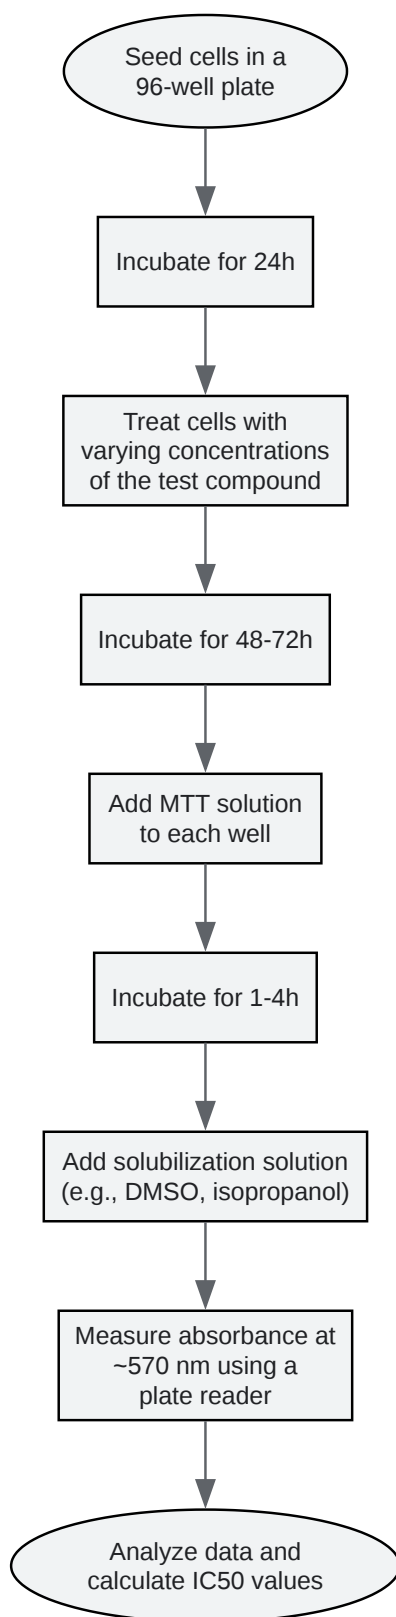 Seed cells in a
96-well plate
Incubate for 24h
Treat cells with
varying concentrations
of the test compound
Incubate for 48-72h
Add MTT solution
to each well
Incubate for 1-4h
Add solubilization solution
(e.g., DMSO, isopropanol)
Measure absorbance at
~570 nm using a
plate reader
Analyze data and
calculate IC50 values